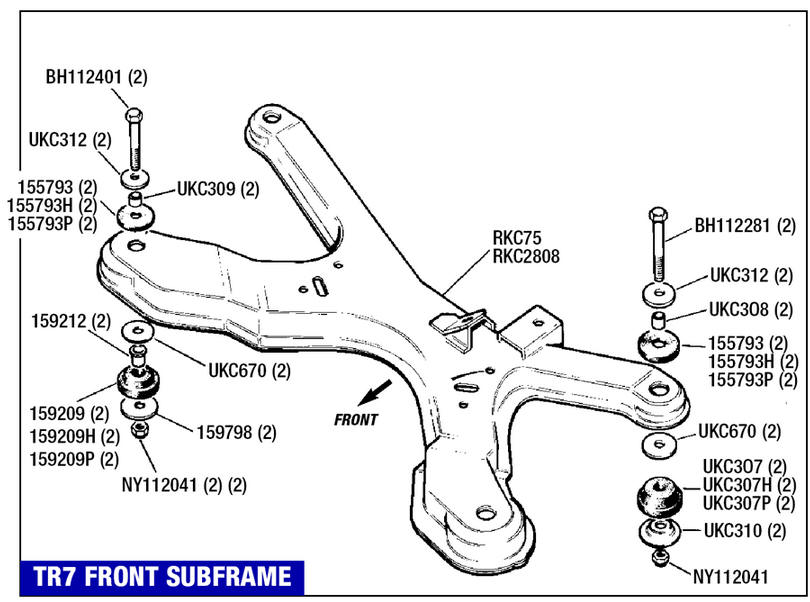 BH112401 (2)
UKC312 (2)
155793 (2)
155793H (2)
155793P (2)
UKC309 (2)
RKC75
RKC2808
BH112281 (2)
UKC312 (2)
UKC308 (2)
155793 (2)
155793H (2)
155793P (2)
159212 (2)
UKC670 (2)
159209 (2)
159209H (2)
159209P (2)
159798 (2)
NY112041 (2) (2)
FRONT
UKC670 (2)
UKC307 (2)
UKC307H (2)
UKC307P (2)
UKC310 (2)
NY112041
TR7 FRONT SUBFRAME